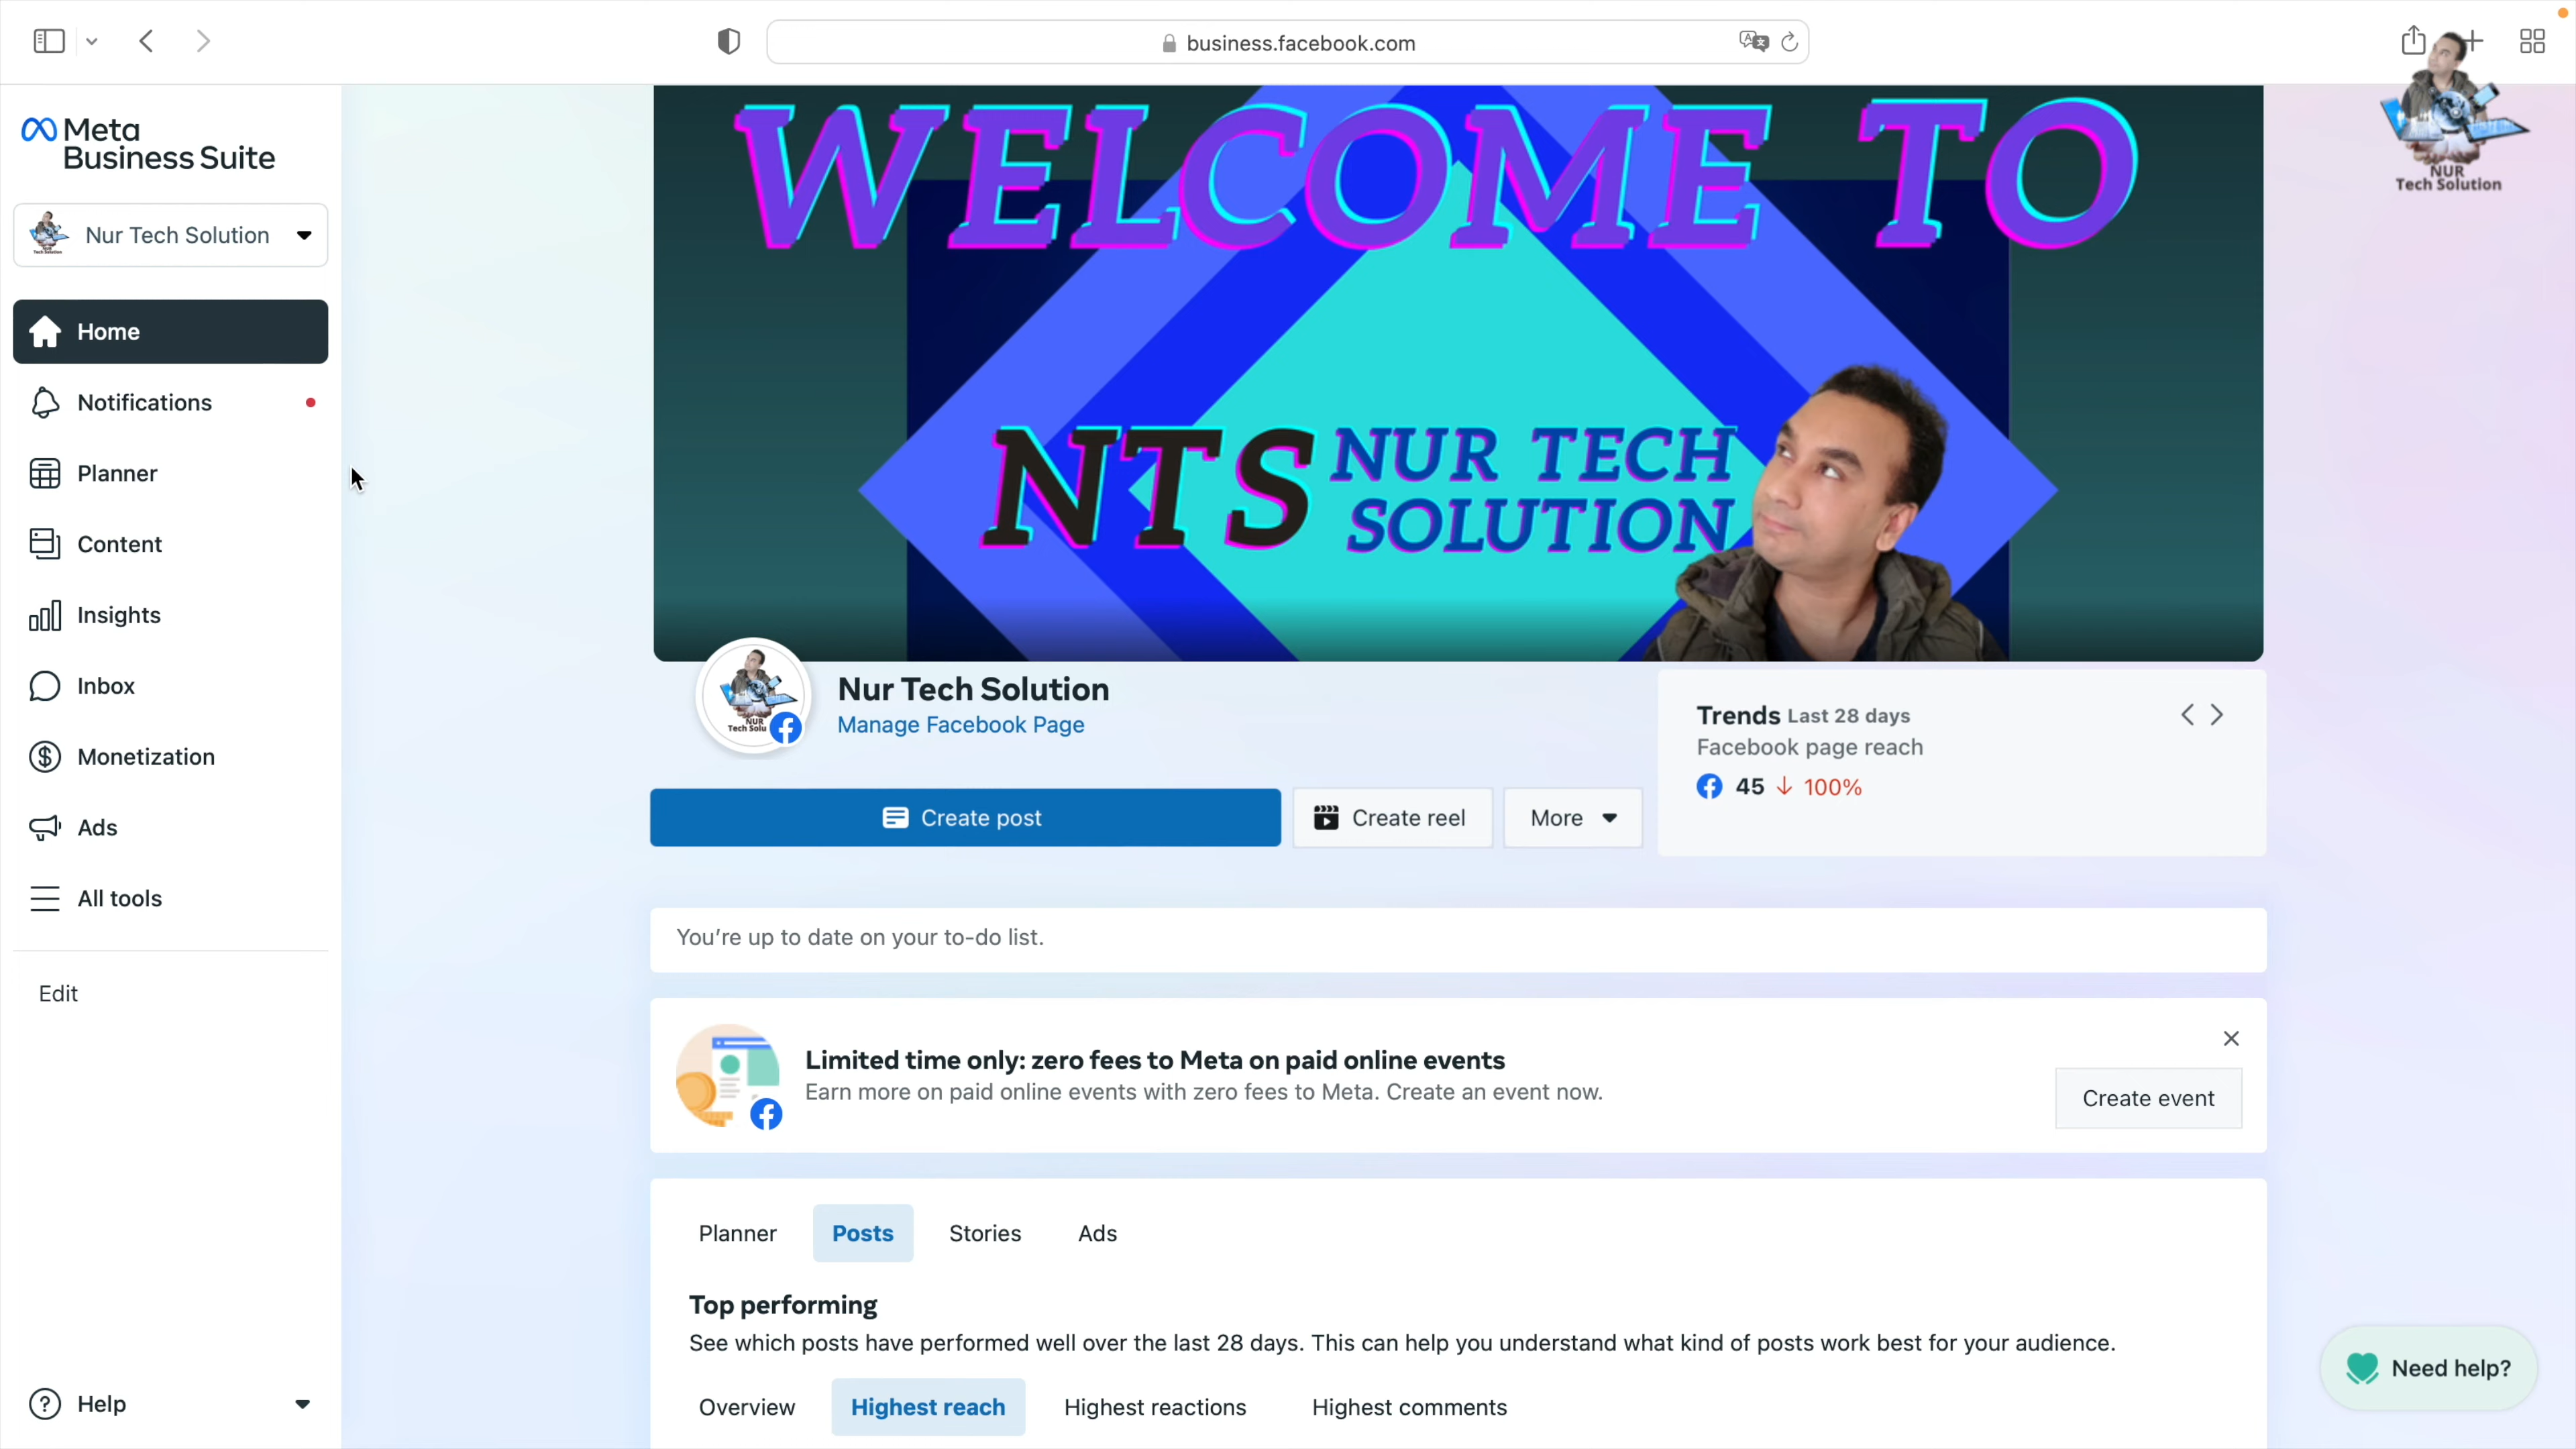 business.facebook.com
Meta
Business Suite
NUR
Tech Solution
Nur Tech Solution
Home
Notifications
Planner
Content
Insights
Inbox
Monetization
Ads
All tools
Edit
Help
WELCOME TO
NTS NUR TECH
SOLUTION
NUR
Tech Solu
Nur Tech Solution
Manage Facebook Page
Create post
Create reel
More
Trends Last 28 days
Facebook page reach
45 ↓ 100%
You're up to date on your to-do list.
Limited time only: zero fees to Meta on paid online events
Earn more on paid online events with zero fees to Meta. Create an event now.
Create event
Planner Posts Stories Ads
Top performing
See which posts have performed well over the last 28 days. This can help you understand what kind of posts work best for your audience.
Overview Highest reach Highest reactions Highest comments
Need help?